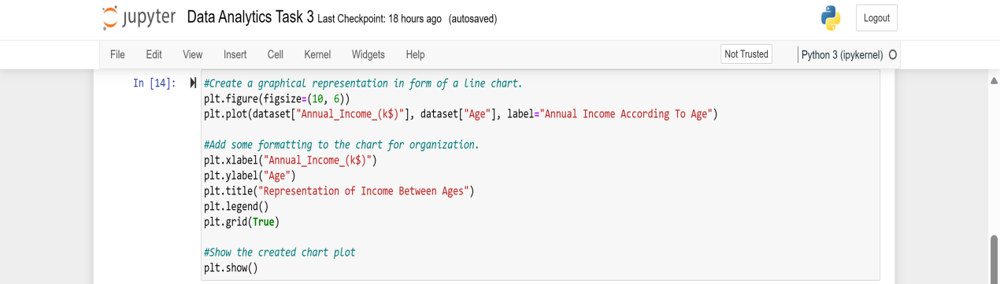 jupyter Data Analytics Task 3 Last Checkpoint: 18 hours ago (autosaved)
Logout
File Edit View Insert Cell Kernel Widgets Help
Not Trusted
Python 3 (ipykernel)
In [14]: #Create a graphical representation in form of a line chart.
plt.figure(figsize=(10, 6))
plt.plot(dataset["Annual_Income_(k$)"], dataset["Age"], label="Annual Income According To Age")
#Add some formatting to the chart for organization.
plt.xlabel("Annual_Income_(k$)")
plt.ylabel("Age")
plt.title("Representation of Income Between Ages")
plt.legend()
plt.grid(True)
#Show the created chart plot
plt.show()